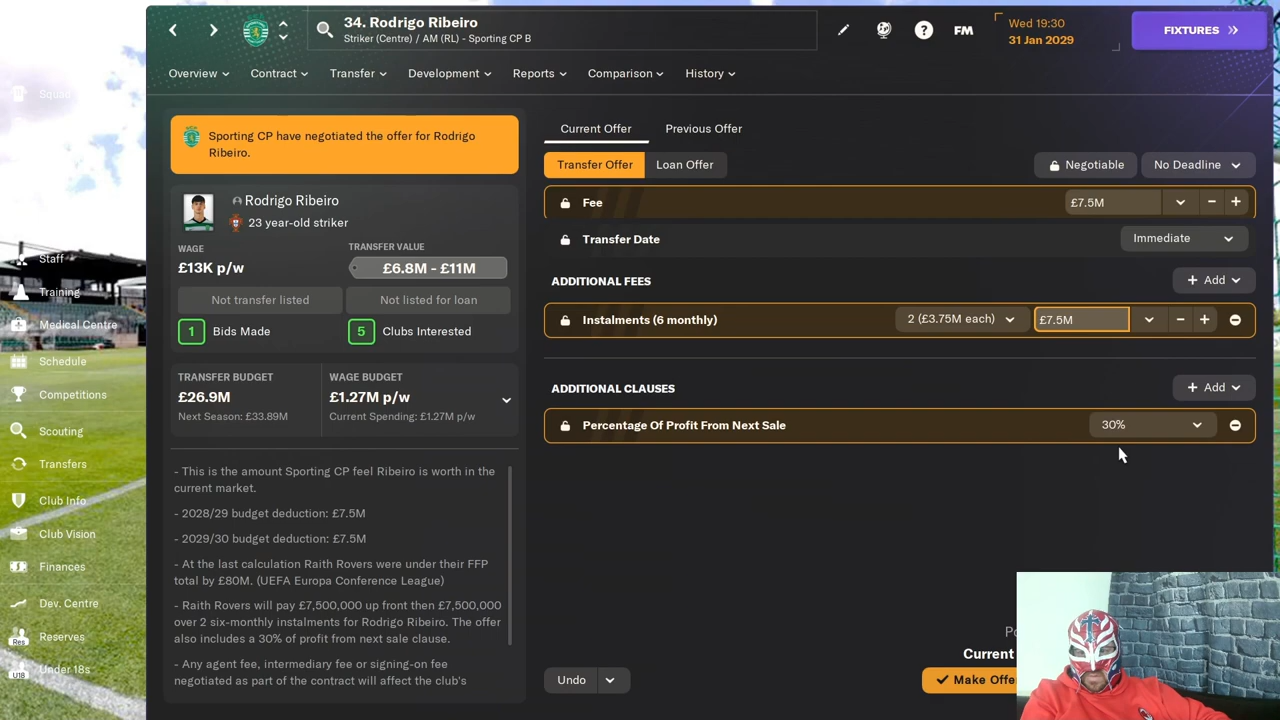 34. Rodrigo Ribeiro
Striker (Centre) / AM (RL) - Sporting CP B
?
FM
Wed 19:30
31 Jan 2029
FIXTURES
Overview
Contract
Transfer
Development
Reports
Comparison
History
Squad
Staff
Training
Medical Centre
Schedule
Competitions
Scouting
Transfers
Club Info
Club Vision
Finances
Dev. Centre
Res
Reserves
U18
Under 18s
Sporting CP have negotiated the offer for Rodrigo
Ribeiro.
Rodrigo Ribeiro
23 year-old striker
WAGE
£13K p/w
TRANSFER VALUE
£6.8M - £11M
Not transfer listed
Not listed for loan
1 Bids Made
5 Clubs Interested
TRANSFER BUDGET
£26.9M
Next Season: £33.89M
WAGE BUDGET
£1.27M p/w
Current Spending: £1.27M p/w
- This is the amount Sporting CP feel Ribeiro is worth in the
current market.
- 2028/29 budget deduction: £7.5M
- 2029/30 budget deduction: £7.5M
- At the last calculation Raith Rovers were under their FFP
total by £80M. (UEFA Europa Conference League)
- Raith Rovers will pay £7,500,000 up front then £7,500,000
over 2 six-monthly instalments for Rodrigo Ribeiro. The offer
also includes a 30% of profit from next sale clause.
- Any agent fee, intermediary fee or signing-on fee
negotiated as part of the contract will affect the club's
Current Offer
Previous Offer
Transfer Offer
Loan Offer
Negotiable
No Deadline
Fee
£7.5M
Transfer Date
Immediate
ADDITIONAL FEES
+ Add
Instalments (6 monthly)
2 (£3.75M each)
£7.5M
ADDITIONAL CLAUSES
+ Add
Percentage Of Profit From Next Sale
30%
Current
Undo
Make Offe